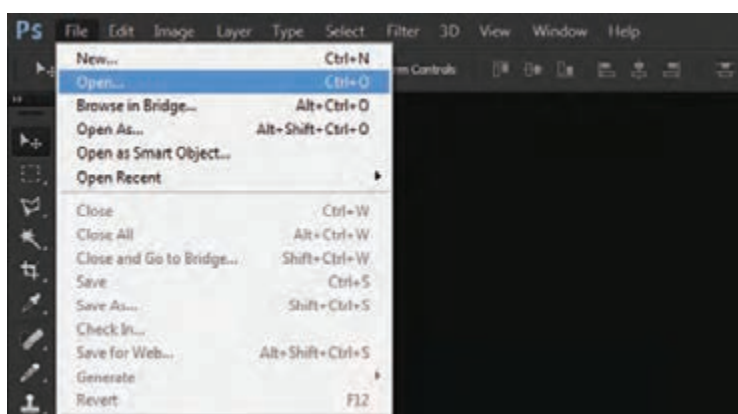 Ps File Edit Image Layer Type Select Filter 3D View Window Help
New... Ctrl+N
Open... Ctrl+O
Controls
Browse in Bridge... Alt+Ctrl+O
Open As... Alt+Shift+Ctrl+O
Open as Smart Object...
Open Recent
Close Ctrl+W
Close All Alt+Ctrl+W
Close and Go to Bridge... Shift+Ctrl+W
Save Ctrl+S
Save As... Shift+Ctrl+S
Check In...
Save for Web... Alt+Shift+Ctrl+S
Generate
Revert F12